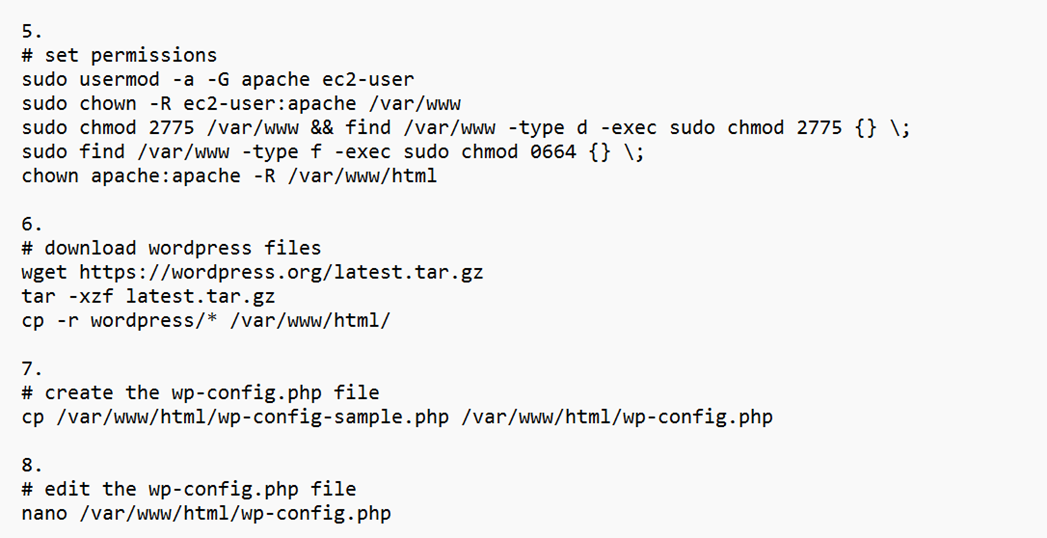 5.
# set permissions
sudo usermod -a -G apache ec2-user
sudo chown -R ec2-user:apache /var/www
sudo chmod 2775 /var/www && find /var/www -type d -exec sudo chmod 2775 {} \;
sudo find /var/www -type f -exec sudo chmod 0664 {} \;
chown apache:apache -R /var/www/html
6.
# download wordpress files
wget https://wordpress.org/latest.tar.gz
tar -xzf latest.tar.gz
cp -r wordpress/* /var/www/html/
7.
# create the wp-config.php file
cp /var/www/html/wp-config-sample.php /var/www/html/wp-config.php
8.
# edit the wp-config.php file
nano /var/www/html/wp-config.php